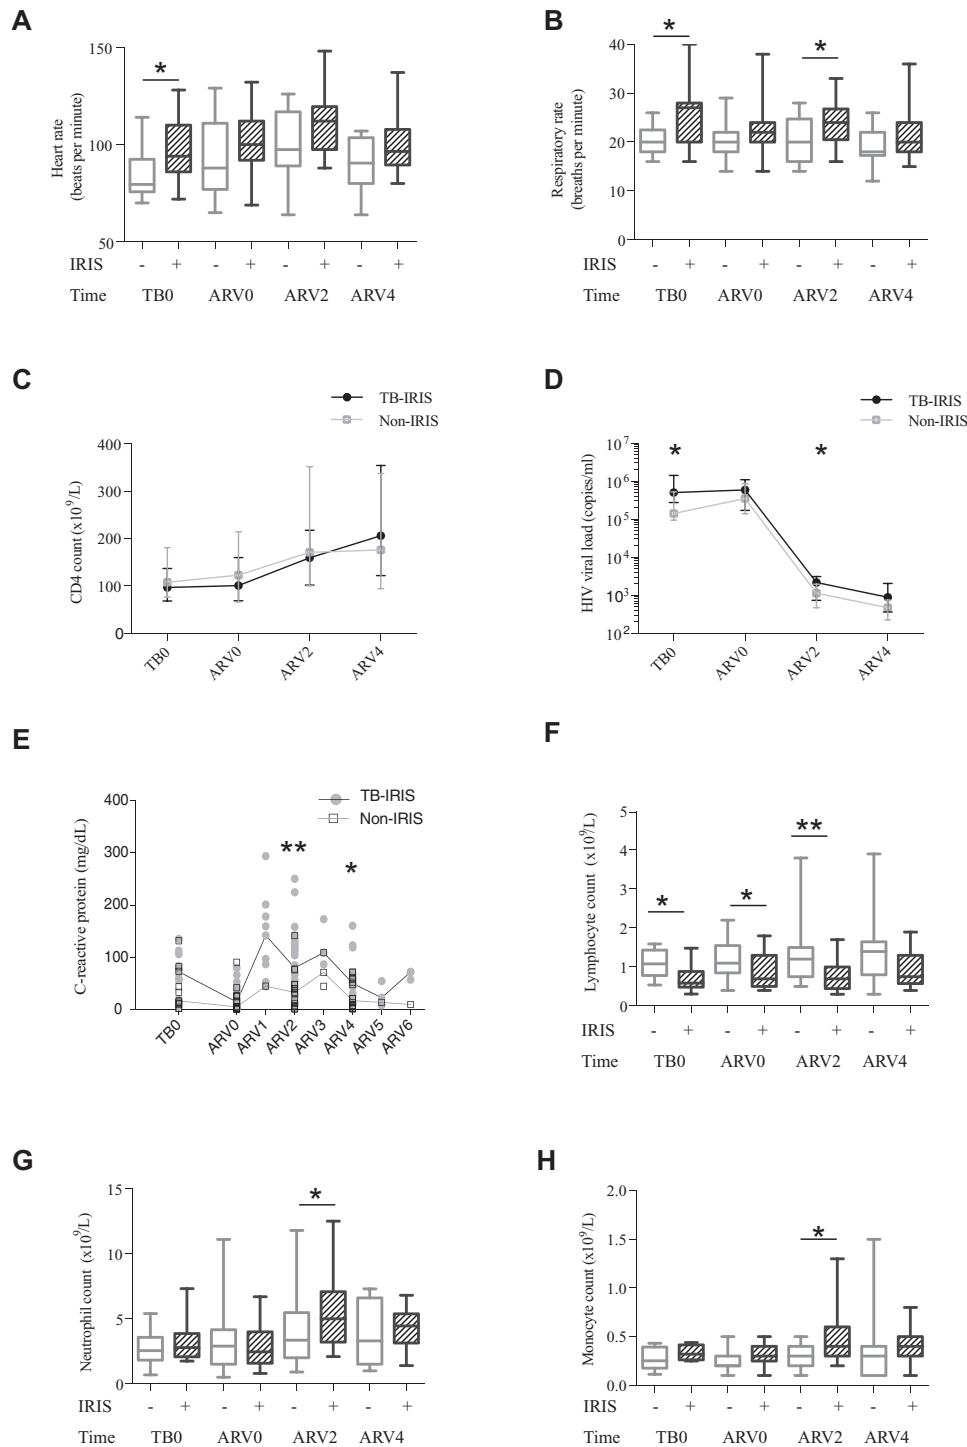 A
B
150
100
50
Heart rate
(beats per minute)
*
IRIS - + - + - + - +
Time TB0 ARV0 ARV2 ARV4
40
30
20
10
0
Respiratory rate
(breaths per minute)
* *
IRIS - + - + - + - +
Time TB0 ARV0 ARV2 ARV4
C
TB-IRIS
Non-IRIS
400
300
200
100
0
CD4 count (x10⁹/L)
TB0 ARV0 ARV2 ARV4
D
TB-IRIS
Non-IRIS
10⁷
10⁶
10⁵
10⁴
10³
10²
HIV viral load (copies/ml)
* *
TB0 ARV0 ARV2 ARV4
E
TB-IRIS
Non-IRIS
400
300
200
100
0
C-reactive protein (mg/dL)
** *
TB0 ARV0 ARV1 ARV2 ARV3 ARV4 ARV5 ARV6
F
5
4
3
2
1
0
Lymphocyte count (x10⁹/L)
* * **
IRIS - + - + - + - +
Time TB0 ARV0 ARV2 ARV4
G
15
10
5
0
Neutrophil count (x10⁹/L)
*
IRIS - + - + - + - +
Time TB0 ARV0 ARV2 ARV4
H
2.0
1.5
1.0
0.5
0.0
Monocyte count (x10⁹/L)
*
IRIS - + - + - + - +
Time TB0 ARV0 ARV2 ARV4